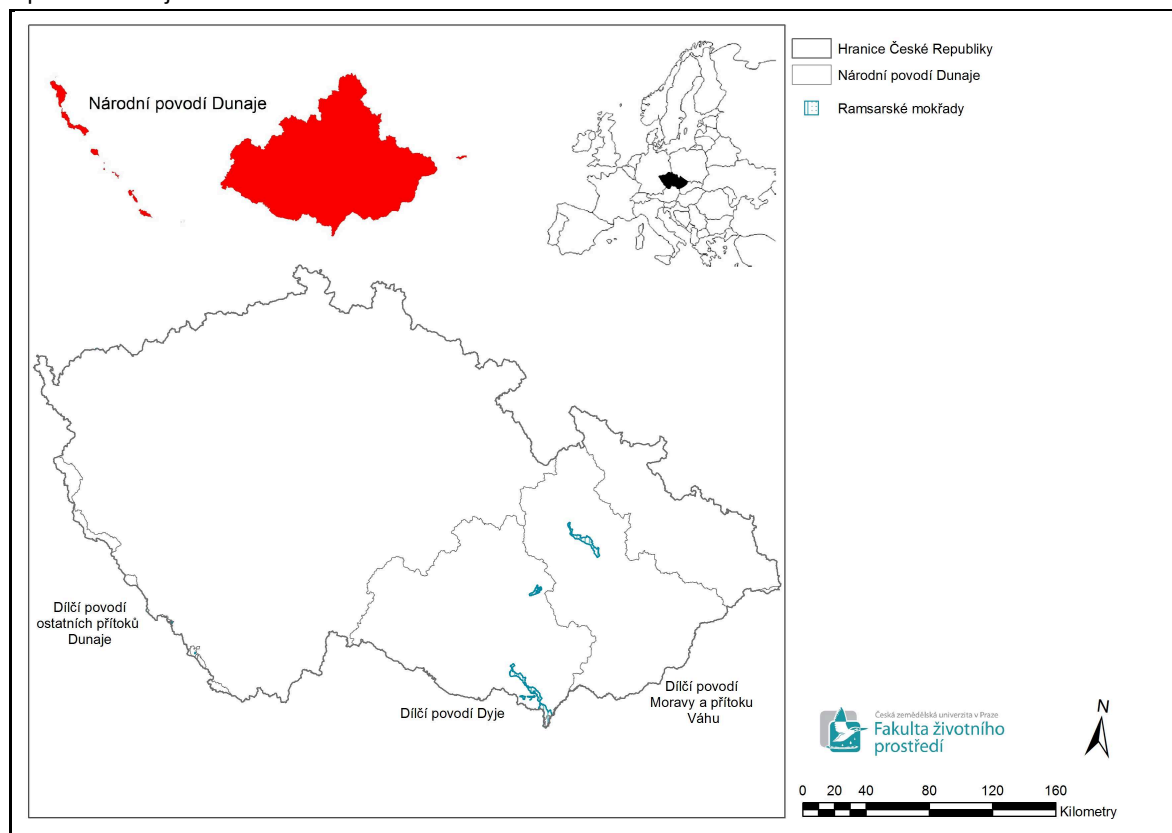 Národní povodí Dunaje
Hranice České Republiky
Národní povodí Dunaje
Ramsarské mokřady
Dílčí povodí
ostatních přítoků
Dunaje
Dílčí povodí Dyje
Dílčí povodí
Moravy a přítoku
Váhu
Česká zemědělská univerzita v Praze
Fakulta životního
prostředí
N
0 20 40 80 120 160
Kilometry